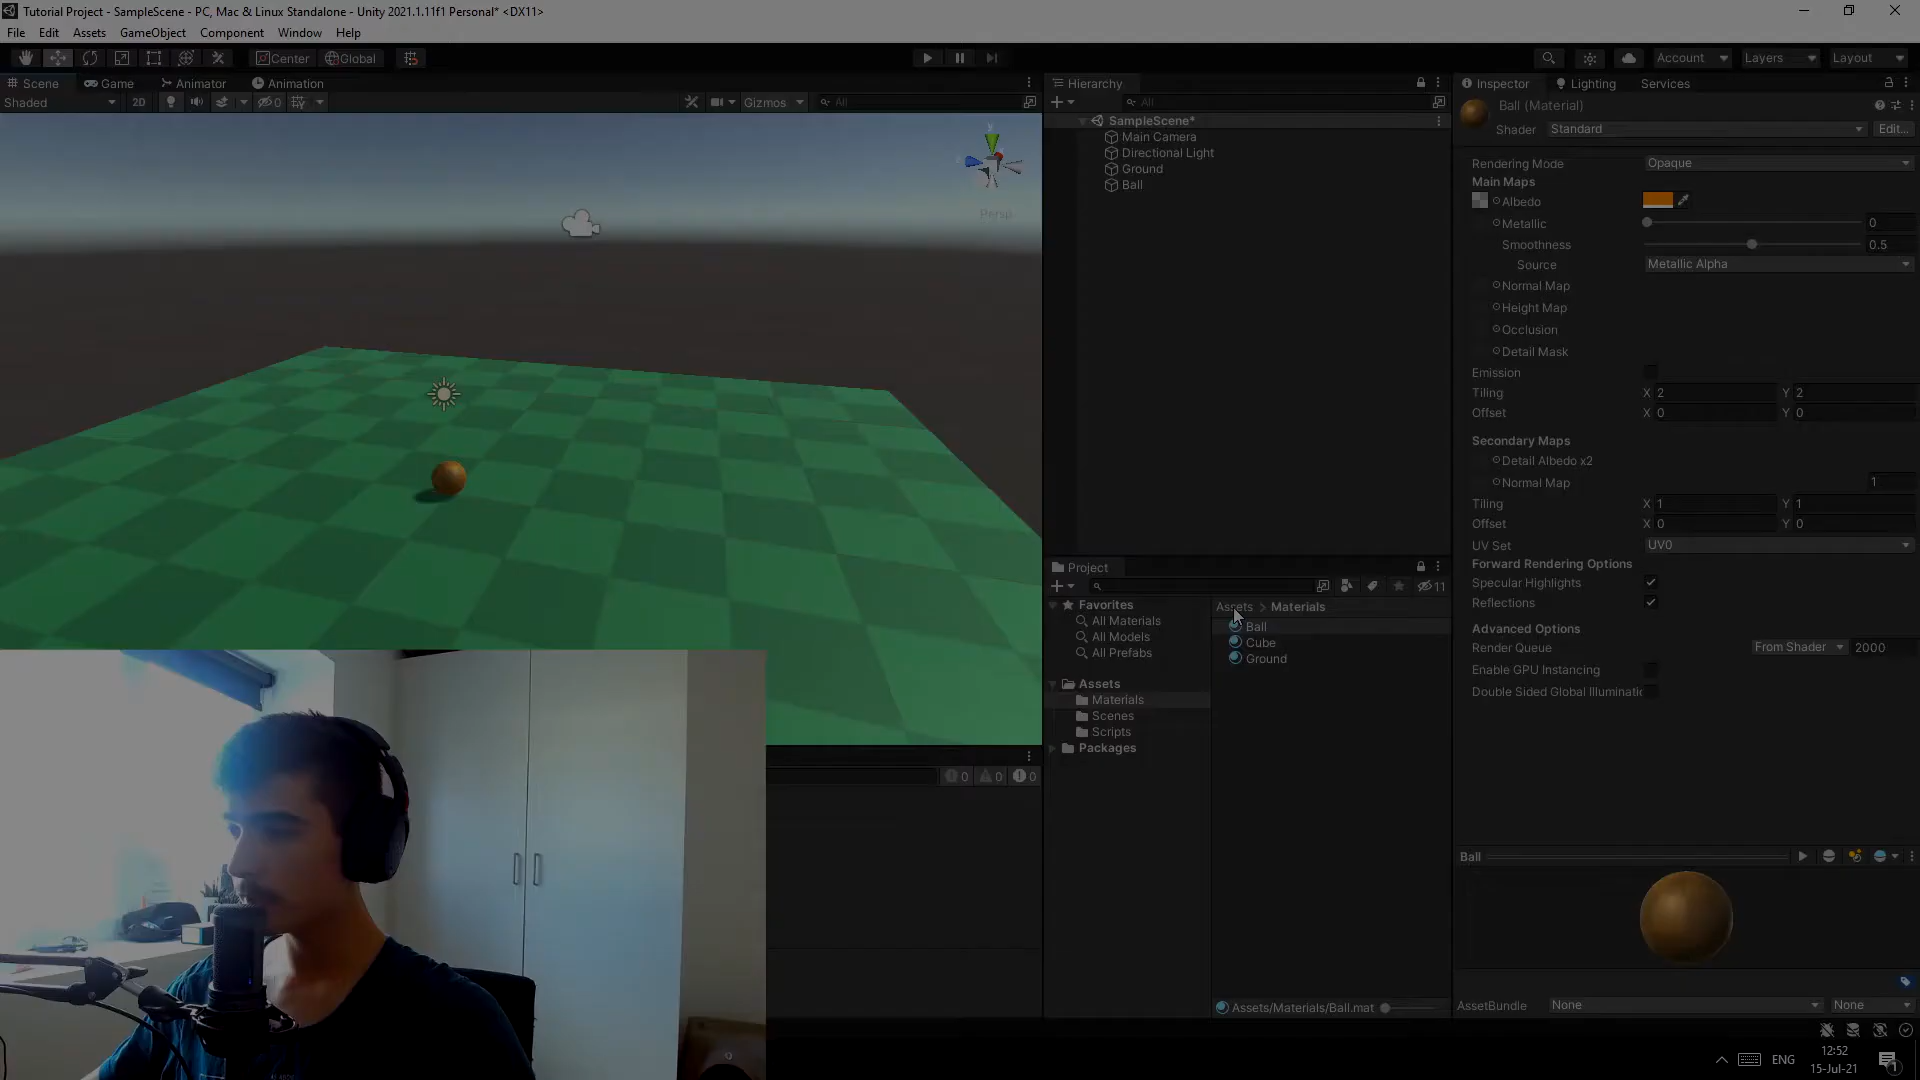 Tutorial Project - SampleScene - PC, Mac & Linux Standalone - Unity 2021.1.11f1 Personal* <DX11>
File Edit Assets GameObject Component Window Help
Center Global Account Layers Layout
Scene Game Animator Animation
Shaded 2D 0 Gizmos All
y
Persp
Hierarchy
All
SampleScene*
Main Camera
Directional Light
Ground
Ball
Project
11
Favorites
All Materials
All Models
All Prefabs
Assets
Materials
Scenes
Scripts
Packages
Assets > Materials
Ball
Cube
Ground
Assets/Materials/Ball.mat
0 0 0
Inspector Lighting Services
Ball (Material)
Shader Standard Edit...
Rendering Mode Opaque
Main Maps
Albedo
Metallic 0
Smoothness 0.5
Source Metallic Alpha
Normal Map
Height Map
Occlusion
Detail Mask
Emission
Tiling X 2 Y 2
Offset X 0 Y 0
Secondary Maps
Detail Albedo x2
Normal Map 1
Tiling X 1 Y 1
Offset X 0 Y 0
UV Set UV0
Forward Rendering Options
Specular Highlights
Reflections
Advanced Options
Render Queue From Shader 2000
Enable GPU Instancing
Double Sided Global Illuminatic
Ball
AssetBundle None None
ENG 12:52
15-Jul-21
1